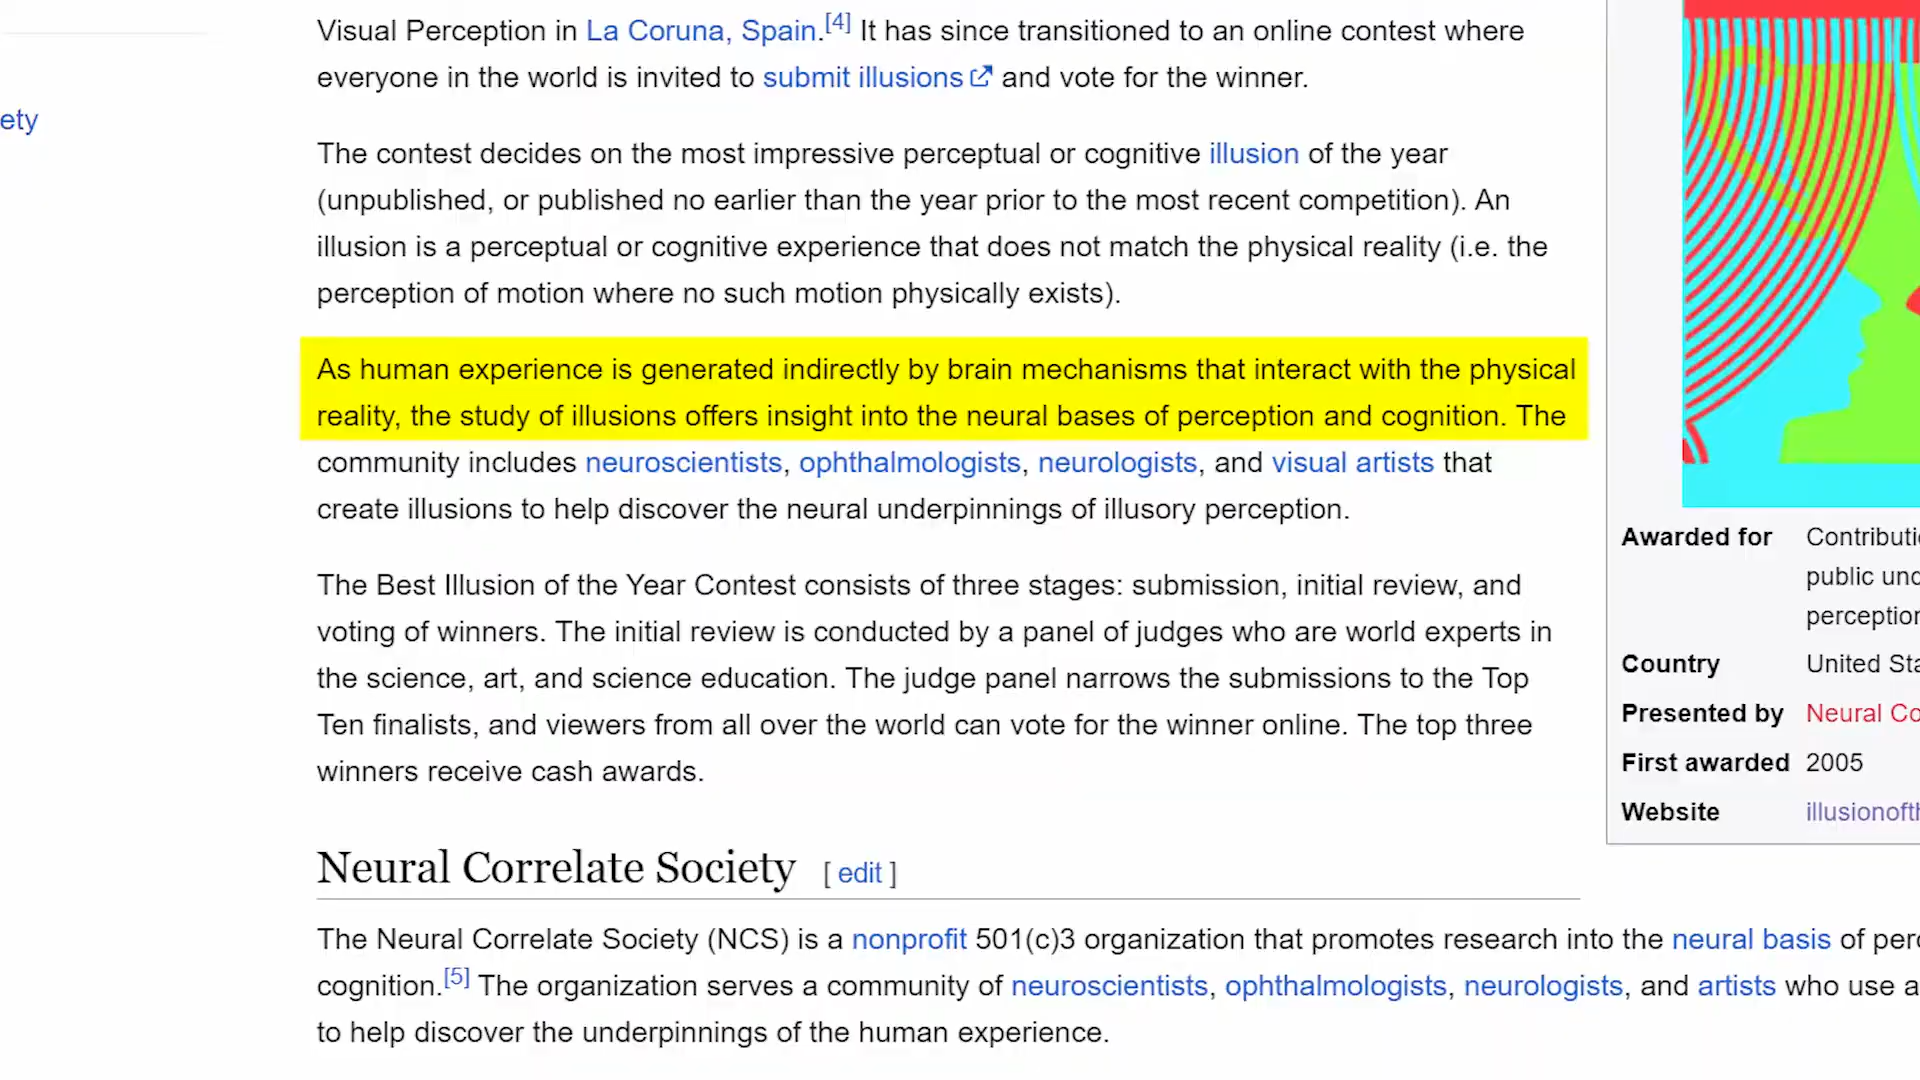 Visual Perception in La Coruna, Spain.[4] It has since transitioned to an online contest where
everyone in the world is invited to submit illusions and vote for the winner.
ety
The contest decides on the most impressive perceptual or cognitive illusion of the year
(unpublished, or published no earlier than the year prior to the most recent competition). An
illusion is a perceptual or cognitive experience that does not match the physical reality (i.e. the
perception of motion where no such motion physically exists).
As human experience is generated indirectly by brain mechanisms that interact with the physical
reality, the study of illusions offers insight into the neural bases of perception and cognition. The
community includes neuroscientists, ophthalmologists, neurologists, and visual artists that
create illusions to help discover the neural underpinnings of illusory perception.
The Best Illusion of the Year Contest consists of three stages: submission, initial review, and
voting of winners. The initial review is conducted by a panel of judges who are world experts in
the science, art, and science education. The judge panel narrows the submissions to the Top
Ten finalists, and viewers from all over the world can vote for the winner online. The top three
winners receive cash awards.
Awarded for Contributi
public und
perception
Country United Sta
Presented by Neural Co
First awarded 2005
Website illusionofth
Neural Correlate Society [ edit ]
The Neural Correlate Society (NCS) is a nonprofit 501(c)3 organization that promotes research into the neural basis of perc
cognition.[5] The organization serves a community of neuroscientists, ophthalmologists, neurologists, and artists who use a
to help discover the underpinnings of the human experience.